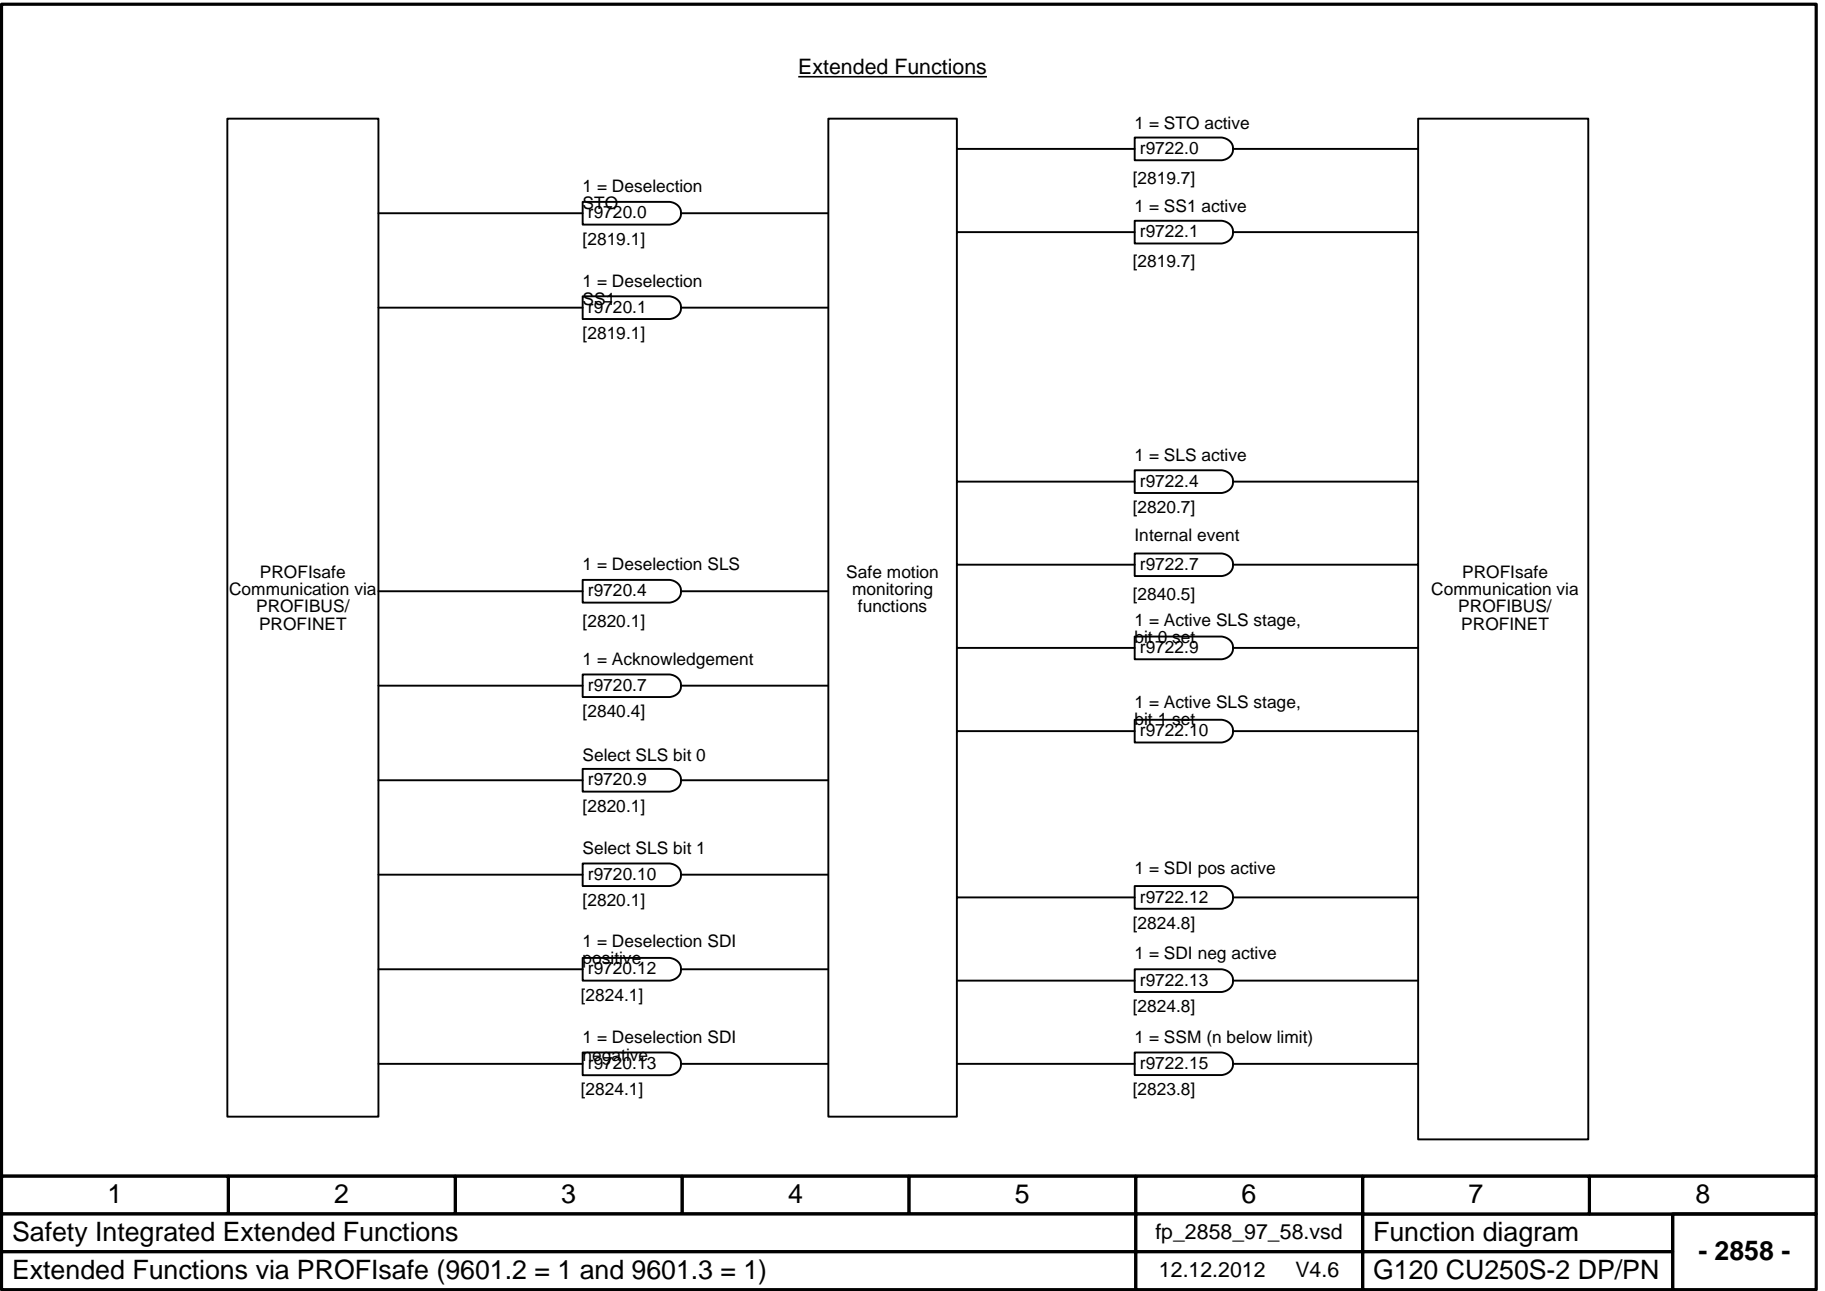 Extended Functions
PROFIsafe
Communication via
PROFIBUS/
PROFINET
1 = Deselection
STO
r9720.0
[2819.1]
1 = Deselection
SS1
r9720.1
[2819.1]
1 = Deselection SLS
r9720.4
[2820.1]
1 = Acknowledgement
r9720.7
[2840.4]
Select SLS bit 0
r9720.9
[2820.1]
Select SLS bit 1
r9720.10
[2820.1]
1 = Deselection SDI
positive
r9720.12
[2824.1]
1 = Deselection SDI
negative
r9720.13
[2824.1]
Safe motion
monitoring
functions
1 = STO active
r9722.0
[2819.7]
1 = SS1 active
r9722.1
[2819.7]
1 = SLS active
r9722.4
[2820.7]
Internal event
r9722.7
[2840.5]
1 = Active SLS stage,
bit 0 set
r9722.9
1 = Active SLS stage,
bit 1 set
r9722.10
1 = SDI pos active
r9722.12
[2824.8]
1 = SDI neg active
r9722.13
[2824.8]
1 = SSM (n below limit)
r9722.15
[2823.8]
PROFIsafe
Communication via
PROFIBUS/
PROFINET
1 2 3 4 5 6 7 8
Safety Integrated Extended Functions
fp_2858_97_58.vsd
Function diagram
- 2858 -
Extended Functions via PROFIsafe (9601.2 = 1 and 9601.3 = 1)
12.12.2012 V4.6
G120 CU250S-2 DP/PN